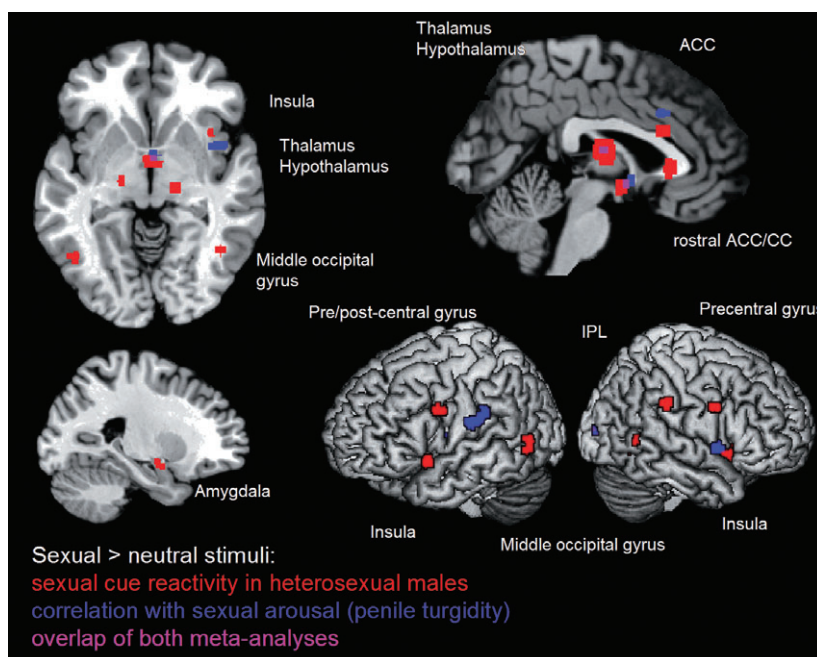 Thalamus
Hypothalamus
ACC
Insula
Thalamus
Hypothalamus
Middle occipital
gyrus
rostral ACC/CC
Pre/post-central gyrus
IPL
Precentral gyrus
Amygdala
Insula
Middle occipital gyrus
Insula
Sexual > neutral stimuli:
sexual cue reactivity in heterosexual males
correlation with sexual arousal (penile turgidity)
overlap of both meta-analyses